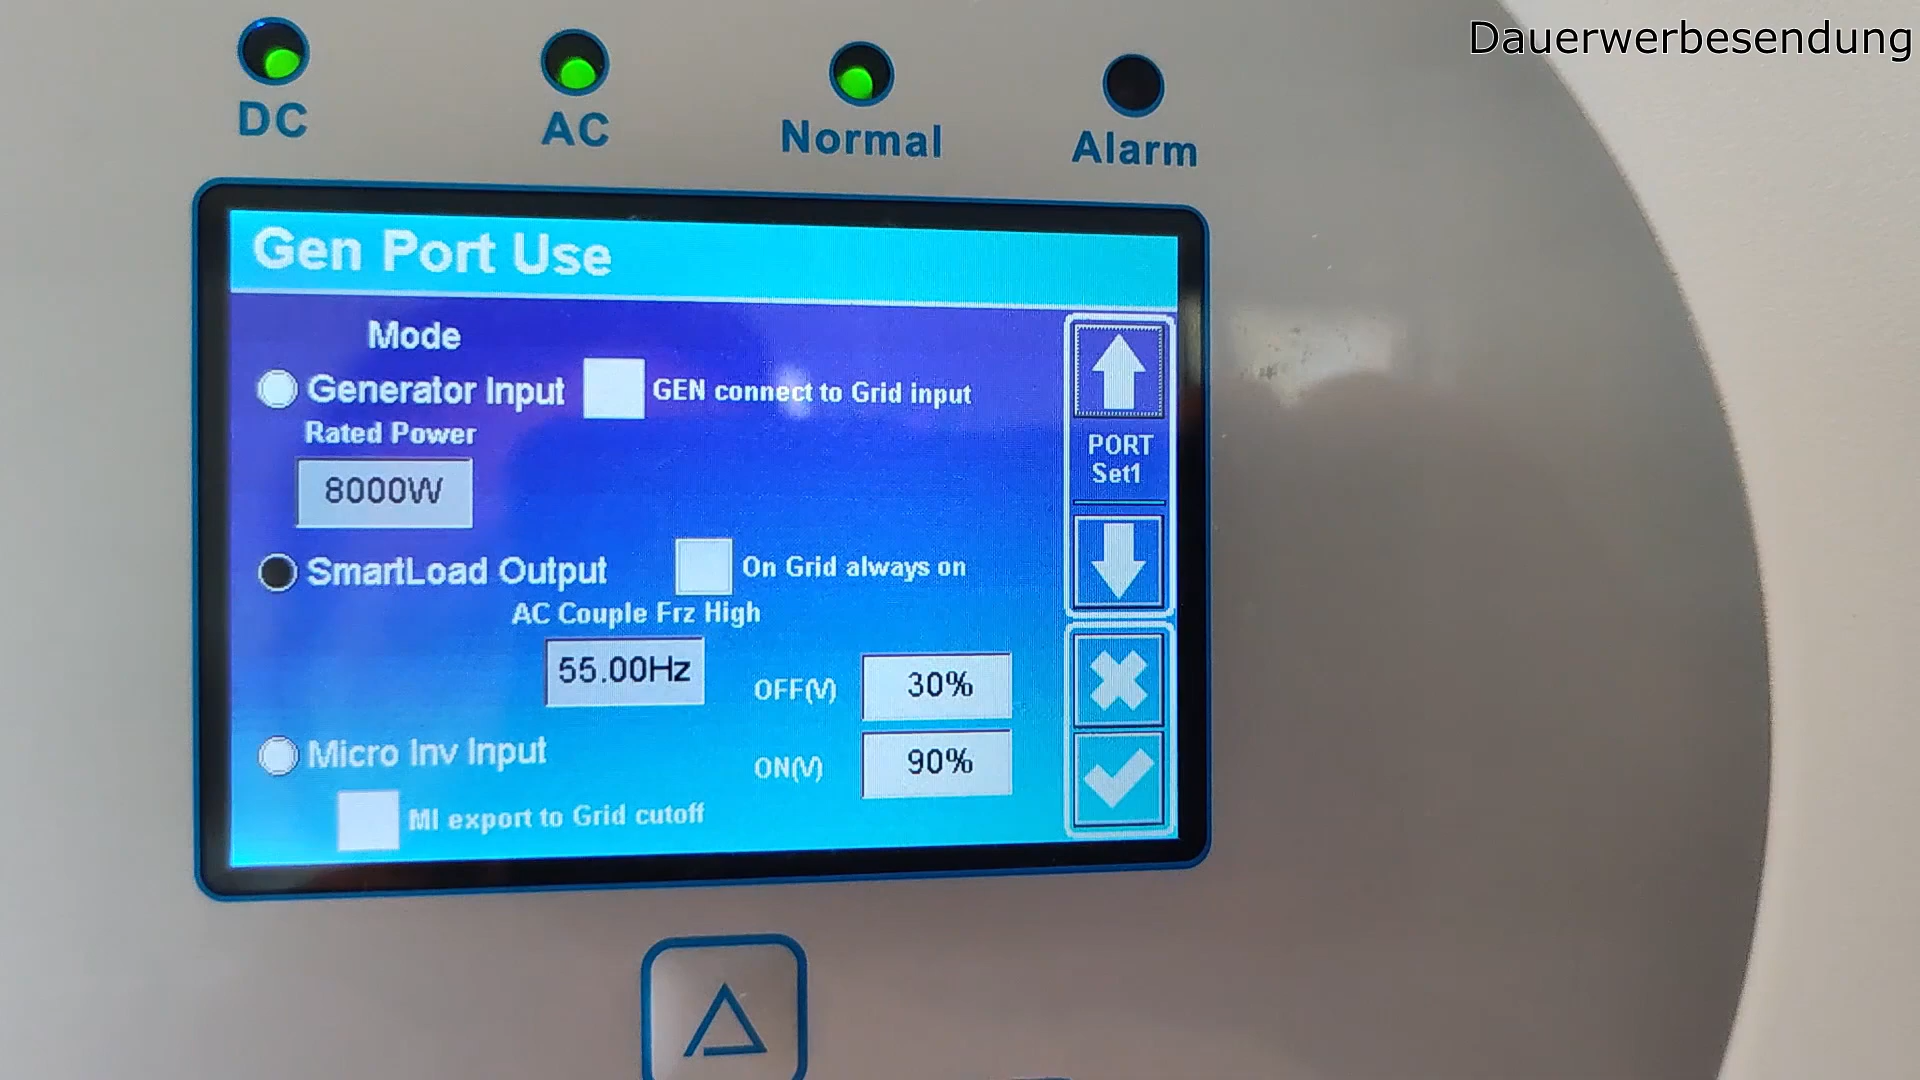 Dauerwerbesendung
DC
AC
Normal
Alarm
Gen Port Use
Mode
Generator Input
GEN connect to Grid input
Rated Power
8000W
PORT
Set1
SmartLoad Output
On Grid always on
AC Couple Frz High
55.00Hz
OFF(V)
30%
Micro Inv Input
ON(V)
90%
MI export to Grid cutoff